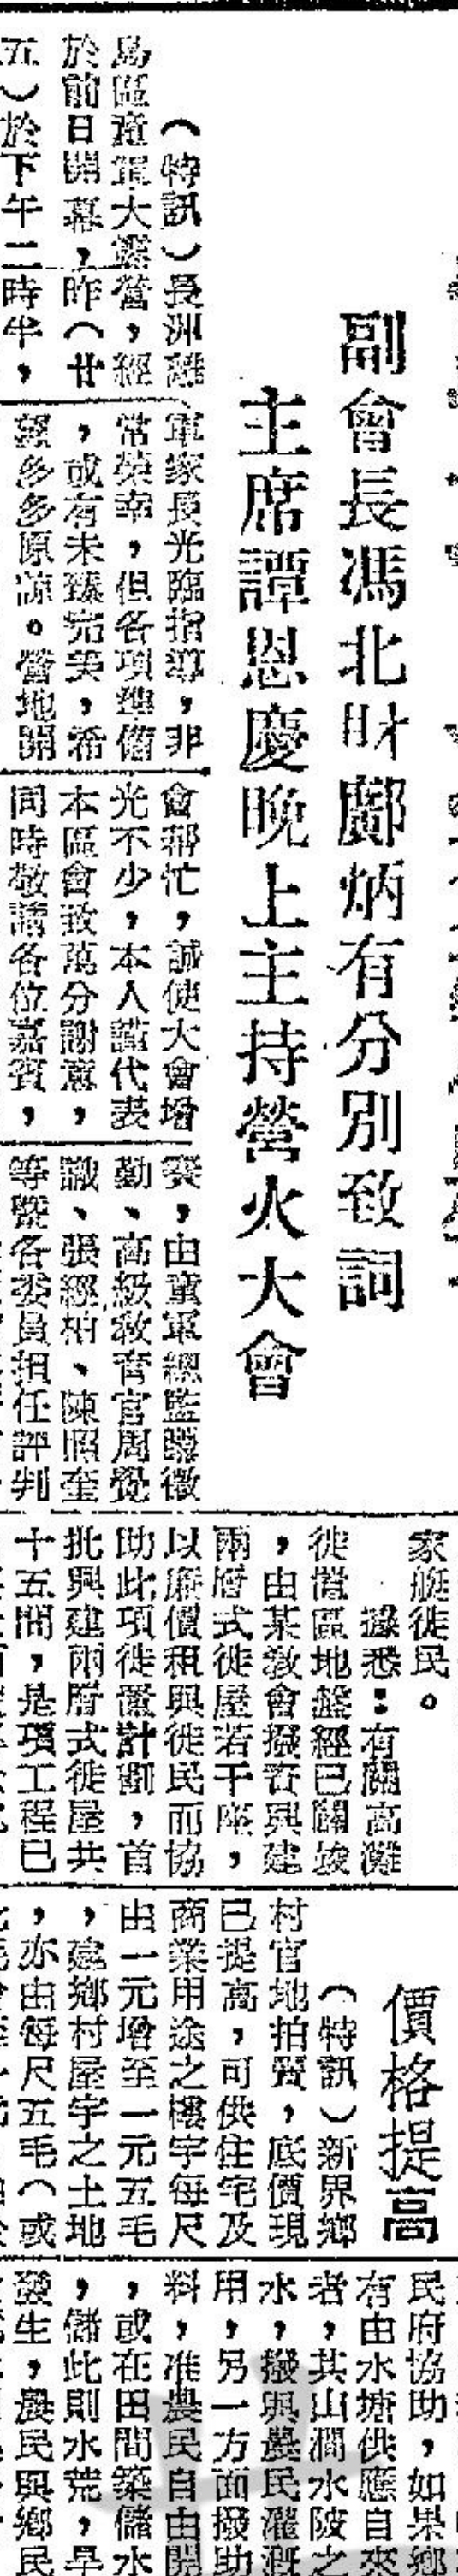 副會長馮北財鄺炳有分別致詞
主席譚恩慶晚上主持營火大會
（特訊）長洲離
島區童軍大露營，經
於前日開幕，昨（廿
五）於下午二時半，
軍家長光臨指導，非
常榮幸，但各項準備
，或有未臻完美，希
望多多原諒。營地開
會幫忙，誠使大會增
光不少，本人謹代表
本區會致萬分謝意，
同時敬請各位嘉賓，
賽，由童軍總監羅徵
勤、高級教育官周覺
識、張經柏、陳照奎
等暨各委員担任評判
家艇徙民。
據悉：有關高灘
徙置區地盤經已闢竣
，由某教會撥資興建
兩層式徙屋若干座，
以廉價租與徙民而協
助此項徙置計劃，首
批興建兩層式徙屋共
十五間，是項工程已
價格提高
（特訊）新界鄉
村官地拍賣，底價現
已提高，可供住宅及
商業用途之樓宇每尺
由一元增至一元五毛
，建鄉村屋宇之土地
，亦由每尺五毛（或
民府協助，如果鄉
有由水塘供應自來
者，其山澗水陂之
水，撥與農民灌溉
用，另一方面撥助
料，准農民自由開
，或在田間築儲水
，儲此則水荒，旱
發生，農民與鄉民